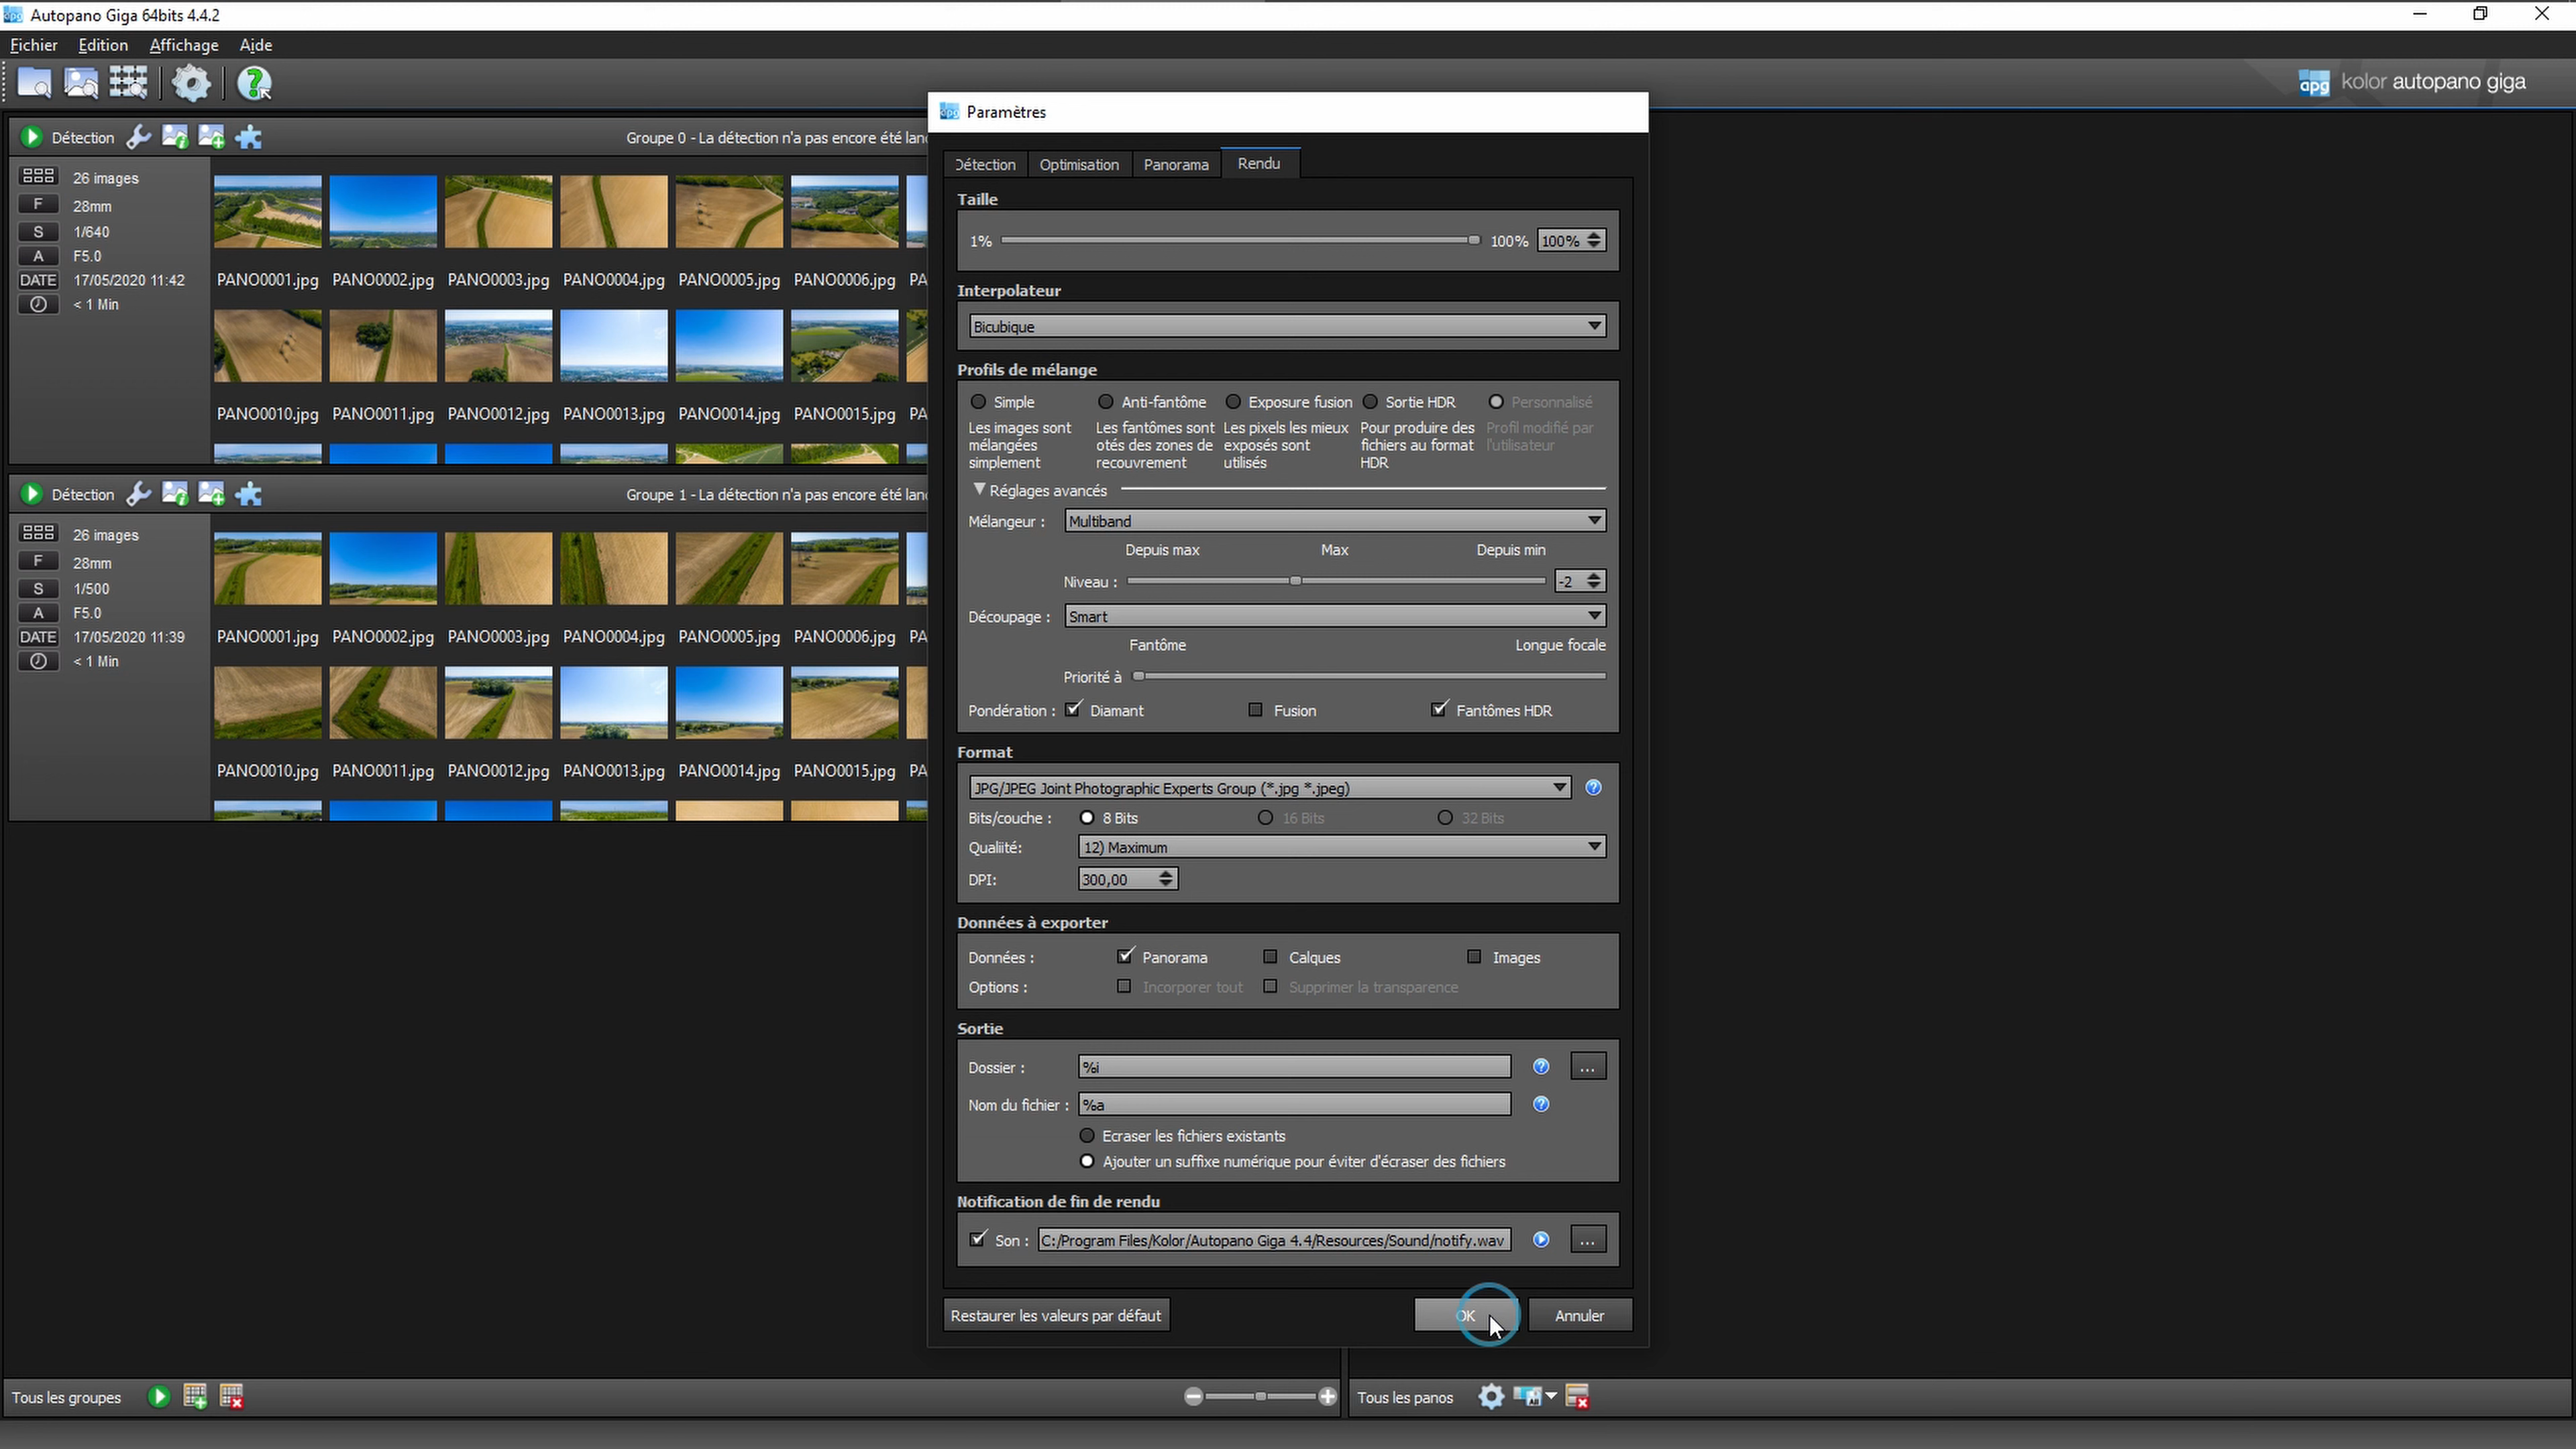 Autopano Giga 64bits 4.4.2
Fichier Edition Affichage Aide
kolor autopano giga
Détection
Groupe 0 - La détection n'a pas encore été lanc
26 images
F 28mm
S 1/640
A F5.0
DATE 17/05/2020 11:42
< 1 Min
PANO0001.jpg PANO0002.jpg PANO0003.jpg PANO0004.jpg PANO0005.jpg PANO0006.jpg PA
PANO0010.jpg PANO0011.jpg PANO0012.jpg PANO0013.jpg PANO0014.jpg PANO0015.jpg PA
Détection
Groupe 1 - La détection n'a pas encore été lanc
26 images
F 28mm
S 1/500
A F5.0
DATE 17/05/2020 11:39
< 1 Min
PANO0001.jpg PANO0002.jpg PANO0003.jpg PANO0004.jpg PANO0005.jpg PANO0006.jpg PA
PANO0010.jpg PANO0011.jpg PANO0012.jpg PANO0013.jpg PANO0014.jpg PANO0015.jpg PA
Tous les groupes
Tous les panos
Paramètres
Détection Optimisation Panorama Rendu
Taille
1% 100% 100%
Interpolateur
Bicubique
Profils de mélange
Simple Anti-fantôme Exposure fusion Sortie HDR Personnalisé
Les images sont Les fantômes sont Les pixels les mieux Pour produire des Profil modifié par
mélangées otés des zones de exposés sont fichiers au format l'utilisateur
simplement recouvrement utilisés HDR
Réglages avancés
Mélangeur : Multiband
Depuis max Max Depuis min
Niveau : -2
Découpage : Smart
Fantôme Longue focale
Priorité à
Pondération : Diamant Fusion Fantômes HDR
Format
JPG/JPEG Joint Photographic Experts Group (*.jpg *.jpeg)
Bits/couche : 8 Bits 16 Bits 32 Bits
Qualiité: 12) Maximum
DPI: 300,00
Données à exporter
Données : Panorama Calques Images
Options : Incorporer tout Supprimer la transparence
Sortie
Dossier : %i ...
Nom du fichier : %a
Ecraser les fichiers existants
Ajouter un suffixe numérique pour éviter d'écraser des fichiers
Notification de fin de rendu
Son : C:/Program Files/Kolor/Autopano Giga 4.4/Resources/Sound/notify.wav ...
Restaurer les valeurs par défaut OK Annuler